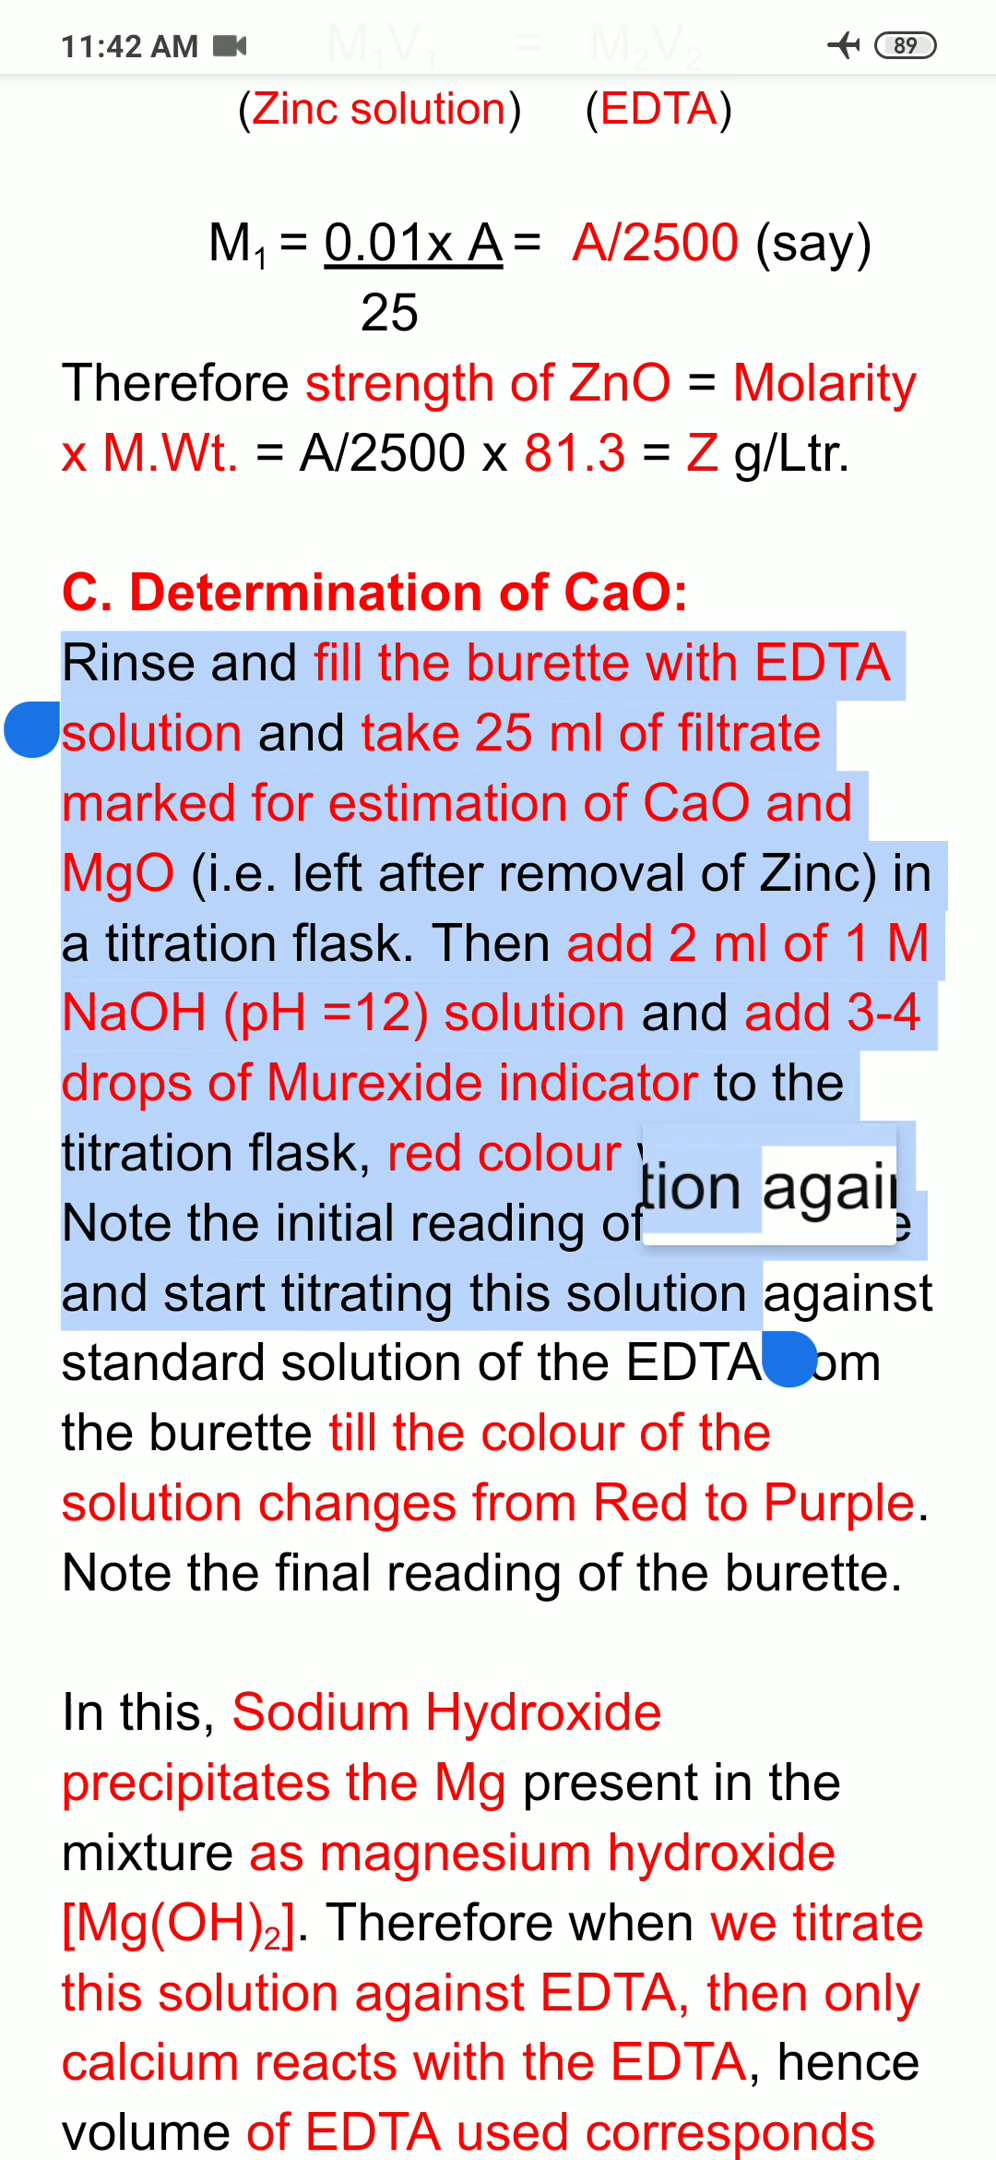 11:42 AM 89
M₁V₁ = M₂V₂
(Zinc solution) (EDTA)
M₁ = 0.01x A = A/2500 (say)
25
Therefore strength of ZnO = Molarity
x M.Wt. = A/2500 x 81.3 = Z g/Ltr.
C. Determination of CaO:
Rinse and fill the burette with EDTA
solution and take 25 ml of filtrate
marked for estimation of CaO and
MgO (i.e. left after removal of Zinc) in
a titration flask. Then add 2 ml of 1 M
NaOH (pH =12) solution and add 3-4
drops of Murexide indicator to the
titration flask, red colour
tion agai
Note the initial reading of
and start titrating this solution against
standard solution of the EDTA
the burette till the colour of the
solution changes from Red to Purple.
Note the final reading of the burette.
In this, Sodium Hydroxide
precipitates the Mg present in the
mixture as magnesium hydroxide
[Mg(OH)₂]. Therefore when we titrate
this solution against EDTA, then only
calcium reacts with the EDTA, hence
volume of EDTA used corresponds